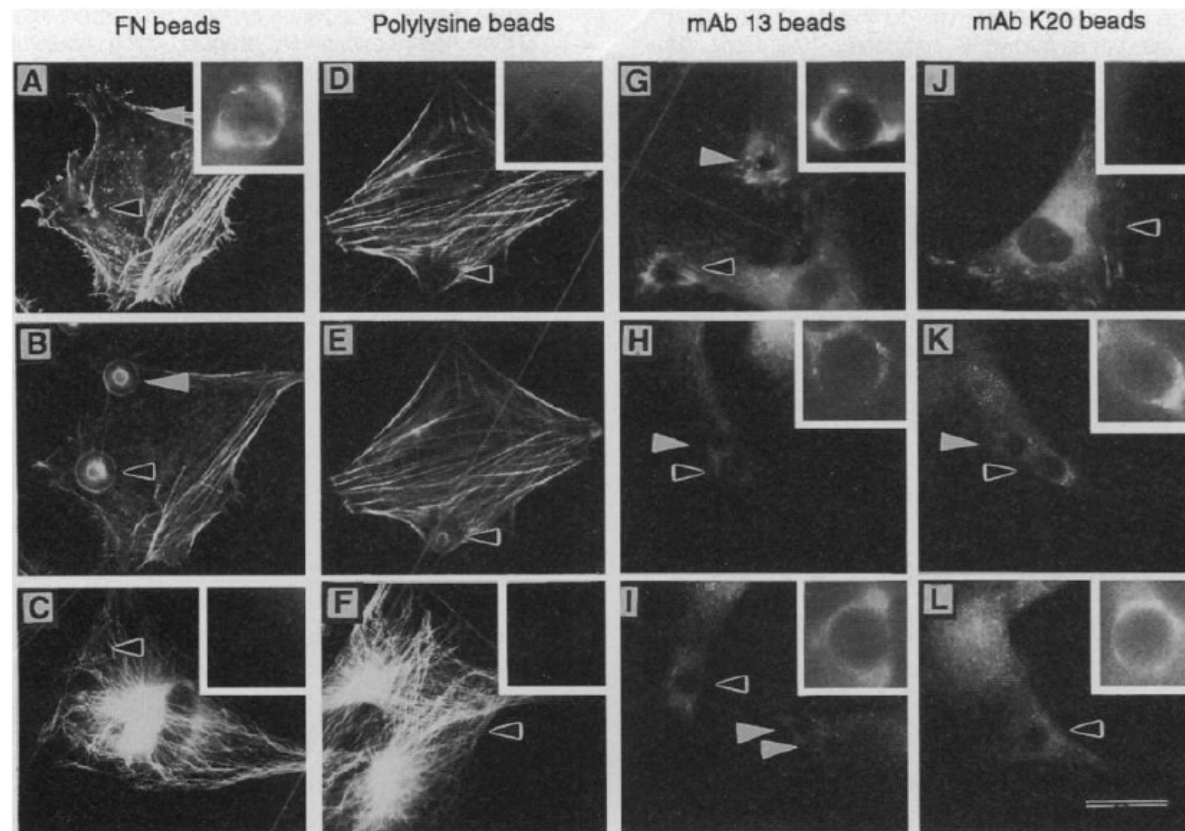 FN beads Polylysine beads mAb 13 beads mAb K20 beads
A D G J
B E H K
C F I L